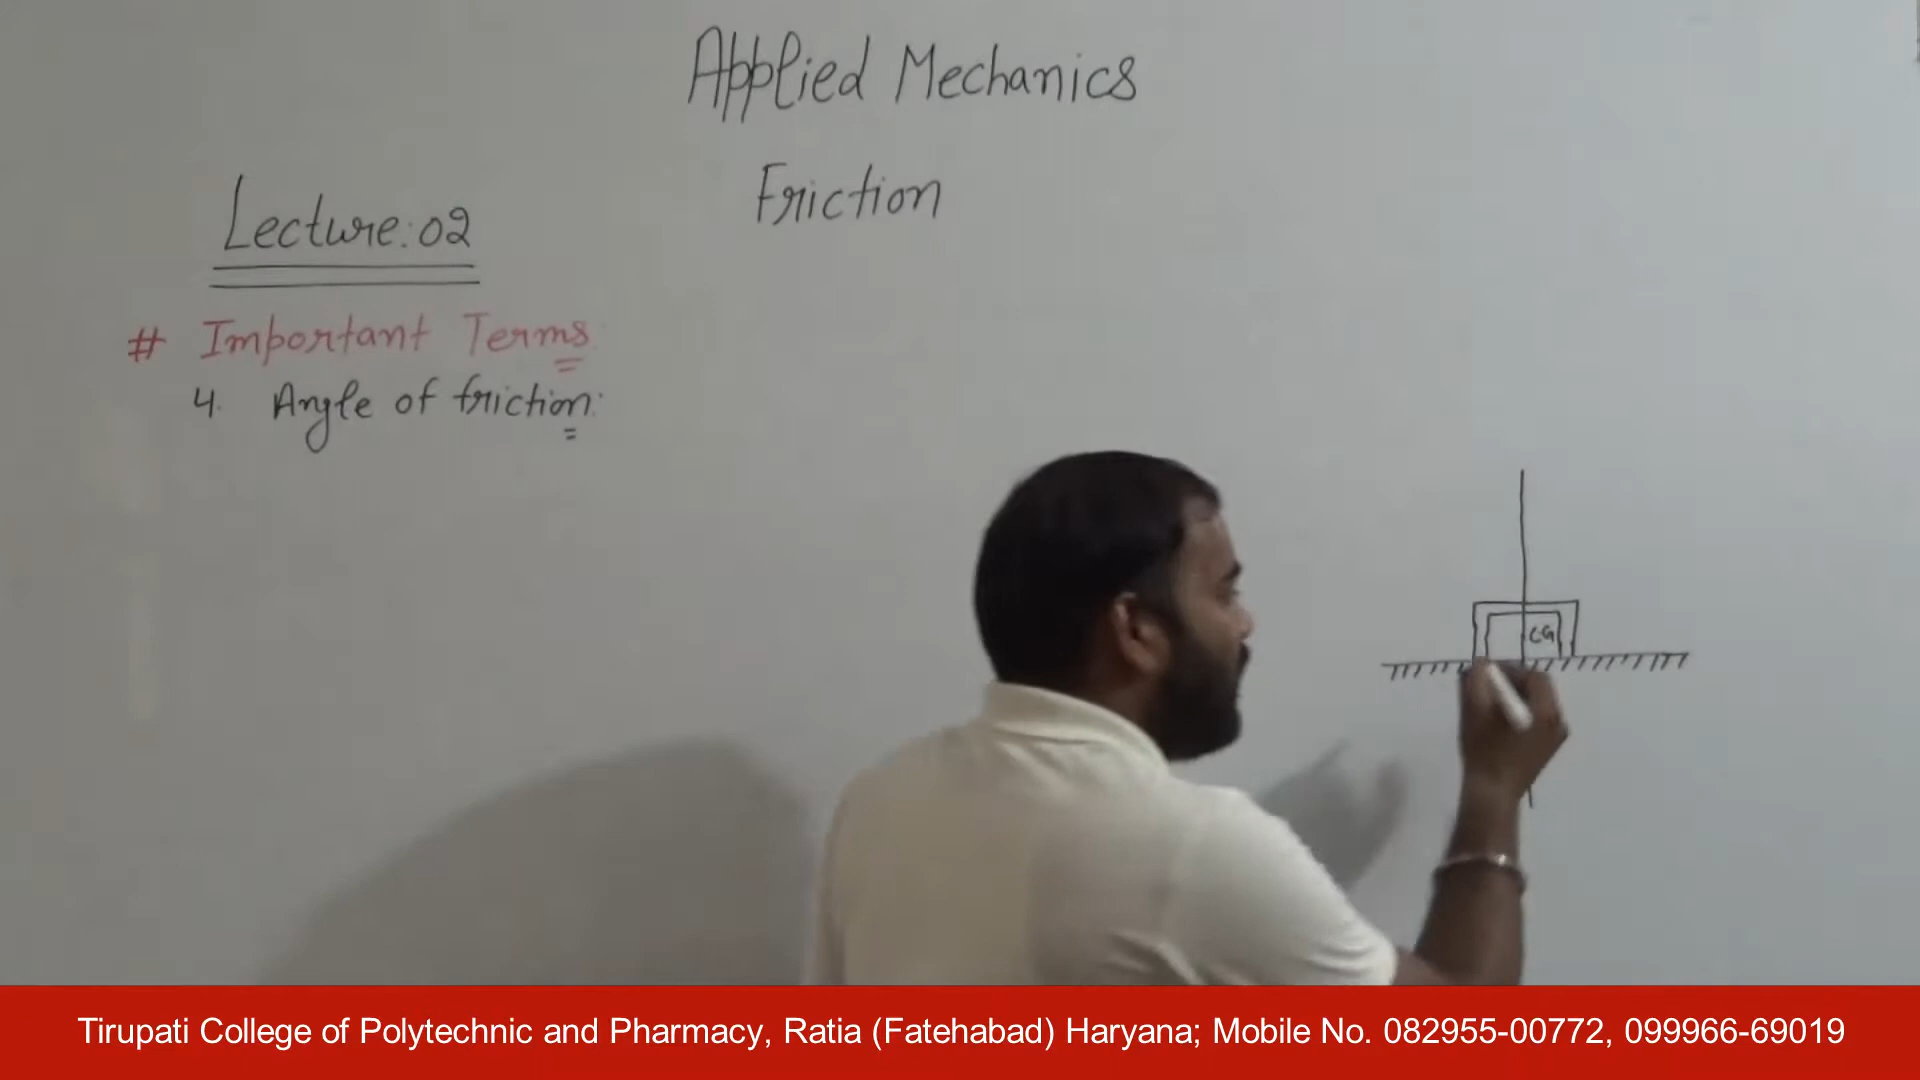 Applied Mechanics
Friction
Lecture:02
# Important Terms
4. Angle of friction:
CG
Tirupati College of Polytechnic and Pharmacy, Ratia (Fatehabad) Haryana; Mobile No. 082955-00772, 099966-69019